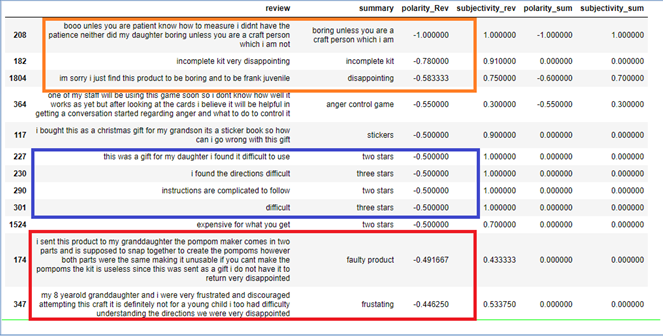 review summary polarity_Rev subjectivity_rev polarity_sum subjectivity_sum
booo unles you are patient know how to measure i didnt have the
208 patience neither did my daughter boring unless you are a craft person boring unless you are a -1.000000 1.000000 -1.000000 1.000000
which i am not craft person which i am
182 incomplete kit very disappointing incomplete kit -0.780000 0.910000 0.000000 0.000000
1804 im sorry i just find this product to be boring and to be frank juvenile disappointing -0.583333 0.750000 -0.600000 0.700000
one of my staff will be using this game soon so i dont know how well it
364 works as yet but after looking at the cards i believe it will be helpful in anger control game -0.550000 0.300000 -0.550000 0.300000
getting a conversation started regarding anger and what to do to control it
117 i bought this as a christmas gift for my grandson its a sticker book so how stickers -0.500000 0.900000 0.000000 0.000000
can i go wrong with this gift
227 this was a gift for my daughter i found it difficult to use two stars -0.500000 1.000000 0.000000 0.000000
230 i found the directions difficult three stars -0.500000 1.000000 0.000000 0.000000
290 instructions are complicated to follow two stars -0.500000 1.000000 0.000000 0.000000
301 difficult three stars -0.500000 1.000000 0.000000 0.000000
1524 expensive for what you get two stars -0.500000 0.700000 0.000000 0.000000
i sent this product to my granddaughter the pompom maker comes in two
parts and is supposed to snap together to create the pompoms however
174 both parts were the same making it unusable if you cant make the faulty product -0.491667 0.433333 0.000000 0.000000
pompoms the kit is useless since this was sent as a gift i do not have it to
return very disappointed
my 8 yearold granddaughter and i were very frustrated and discouraged
347 attempting this craft it is definitely not for a young child i too had difficulty frustating -0.446250 0.533750 0.000000 0.000000
understanding the directions we were very disappointed